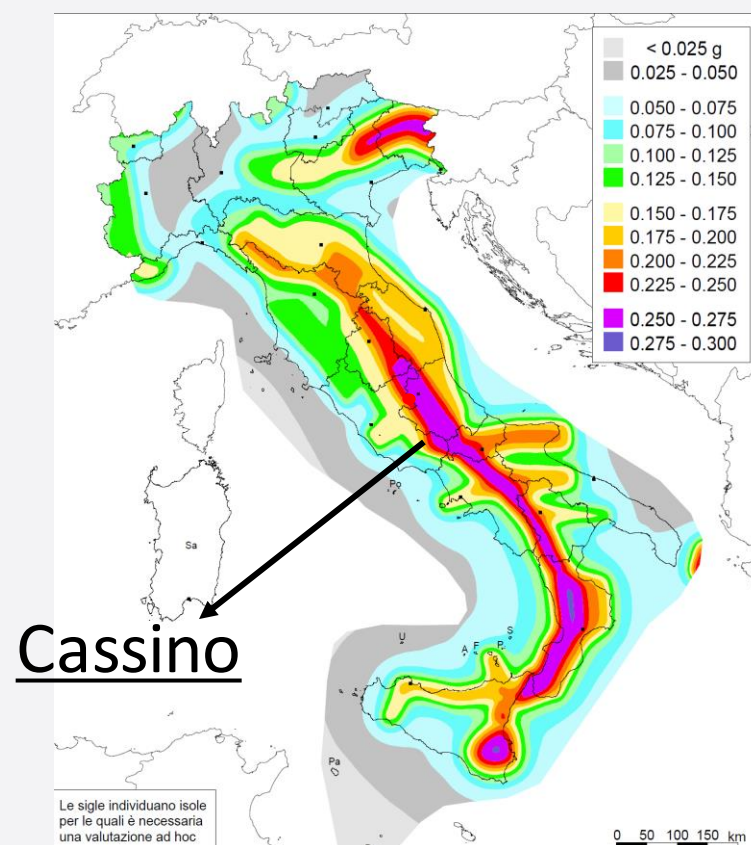 < 0.025 g
0.025 - 0.050
0.050 - 0.075
0.075 - 0.100
0.100 - 0.125
0.125 - 0.150
0.150 - 0.175
0.175 - 0.200
0.200 - 0.225
0.225 - 0.250
0.250 - 0.275
0.275 - 0.300
Po
Sa
Cassino
U
A
F
P
S
Pa
Le sigle individuano isole
per le quali è necessaria
una valutazione ad hoc
0 50 100 150 km